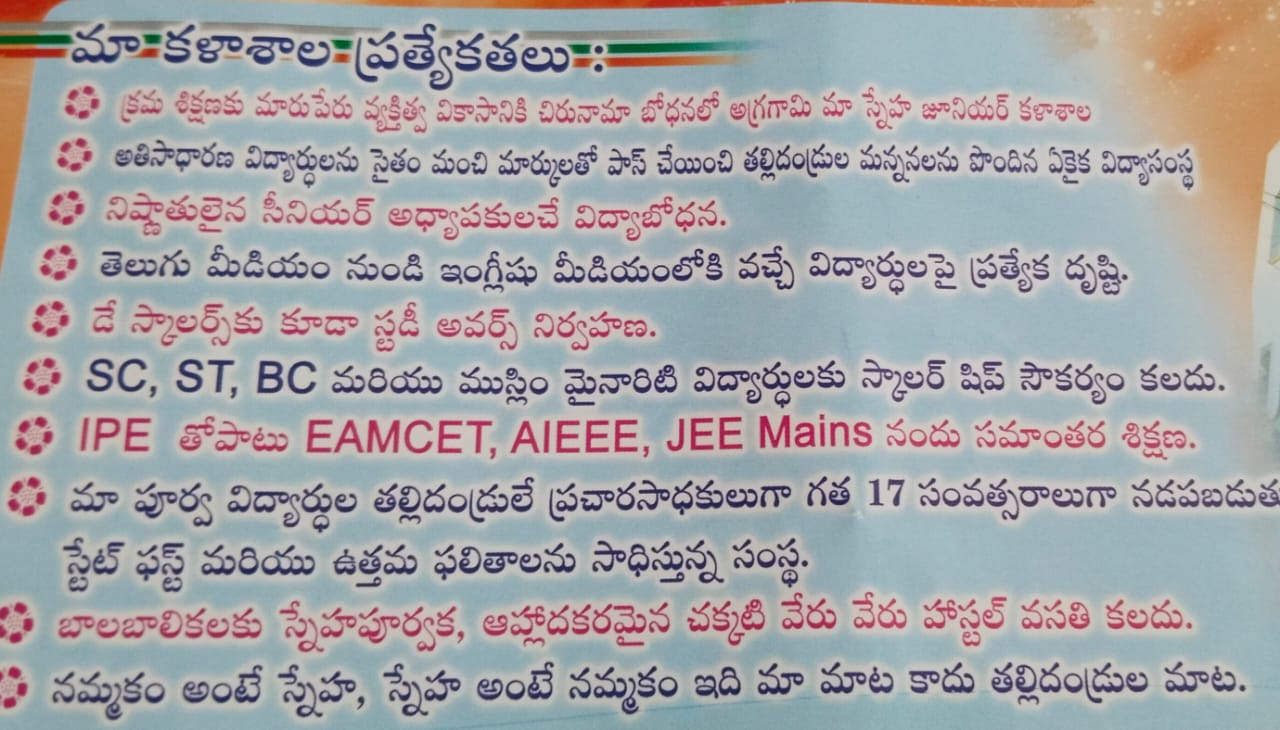 మా కళాశాల ప్రత్యేకతలు :
క్రమ శిక్షణకు మారుపేరు వ్యక్తిత్వ వికాసానికి చిరునామా బోధనలో అగ్రగామి మా స్నేహ జూనియర్ కళాశాల
అతిసాధారణ విద్యార్ధులను సైతం మంచి మార్కులతో పాస్ చేయించి తల్లిదండ్రుల మన్ననలను పొందిన ఏకైక విద్యాసంస్థ
నిష్ణాతులైన సీనియర్ అధ్యాపకులచే విద్యాబోధన.
తెలుగు మీడియం నుండి ఇంగ్లీషు మీడియంలోకి వచ్చే విద్యార్ధులపై ప్రత్యేక దృష్టి.
డే స్కాలర్స్‌కు కూడా స్టడీ అవర్స్ నిర్వహణ.
SC, ST, BC మరియు ముస్లిం మైనారిటి విద్యార్ధులకు స్కాలర్ షిప్ సౌకర్యం కలదు.
IPE తోపాటు EAMCET, AIEEE, JEE Mains నందు సమాంతర శిక్షణ.
మా పూర్వ విద్యార్ధుల తల్లిదండ్రులే ప్రచారసాధకులుగా గత 17 సంవత్సరాలుగా నడపబడుత
స్టేట్ ఫస్ట్ మరియు ఉత్తమ ఫలితాలను సాధిస్తున్న సంస్థ.
బాలబాలికలకు స్నేహపూర్వక, ఆహ్లాదకరమైన చక్కటి వేరు వేరు హాస్టల్ వసతి కలదు.
నమ్మకం అంటే స్నేహ, స్నేహ అంటే నమ్మకం ఇది మా మాట కాదు తల్లిదండ్రుల మాట.